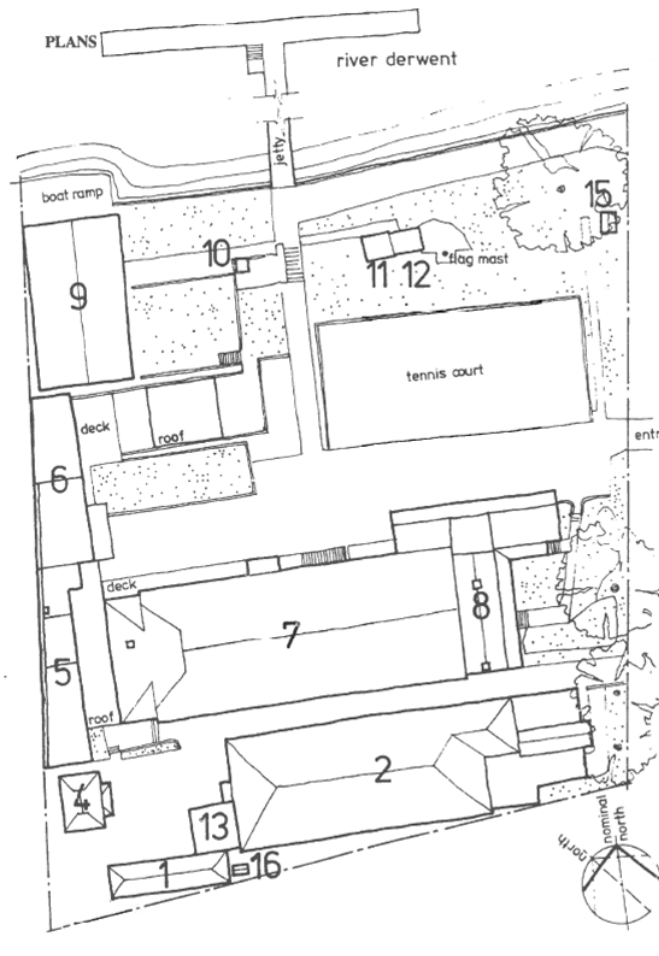 PLANS
river derwent
jetty
boat ramp
15
10
9
11
12
flag mast
tennis court
deck
roof
entr
6
deck
8
7
5
roof
2
4
13
nominal
north
north
1
16